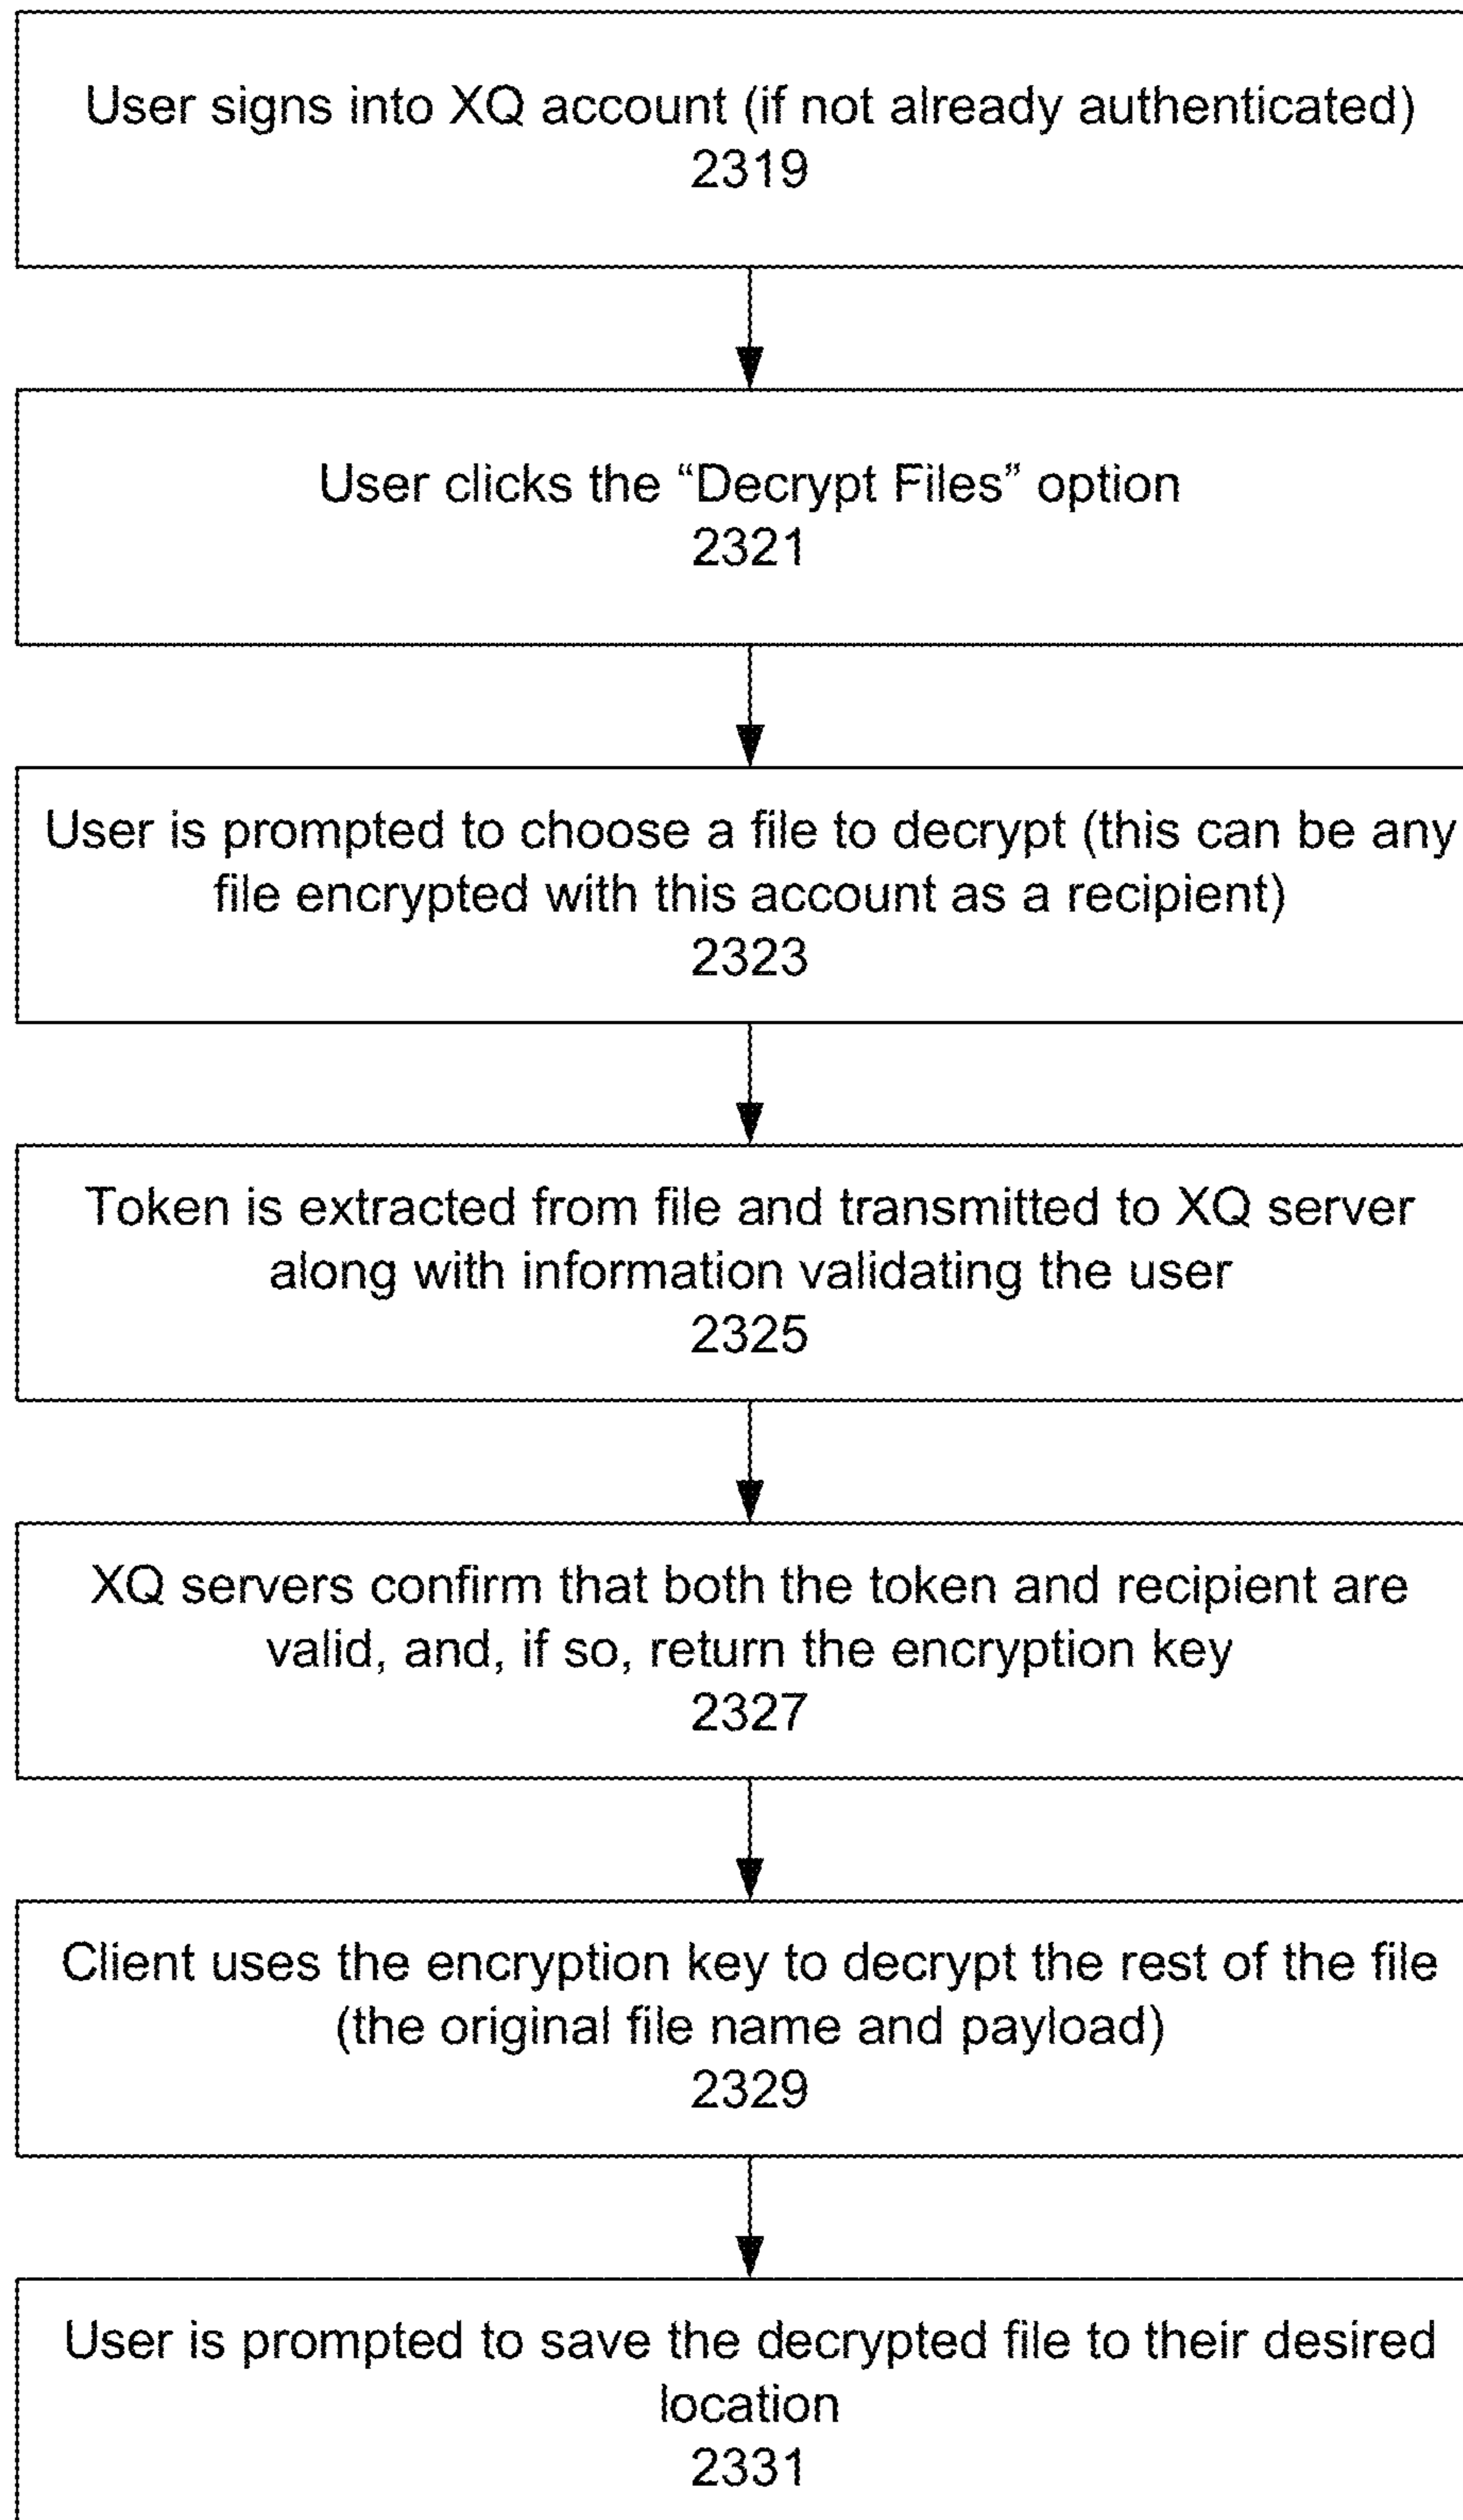 User signs into XQ account (if not already authenticated)
2319
User clicks the “Decrypt Files” option
2321
User is prompted to choose a file to decrypt (this can be any
file encrypted with this account as a recipient)
2323
Token is extracted from file and transmitted to XQ server
along with information validating the user
2325
XQ servers confirm that both the token and recipient are
valid, and, if so, return the encryption key
2327
Client uses the encryption key to decrypt the rest of the file
(the original file name and payload)
2329
User is prompted to save the decrypted file to their desired
location
2331